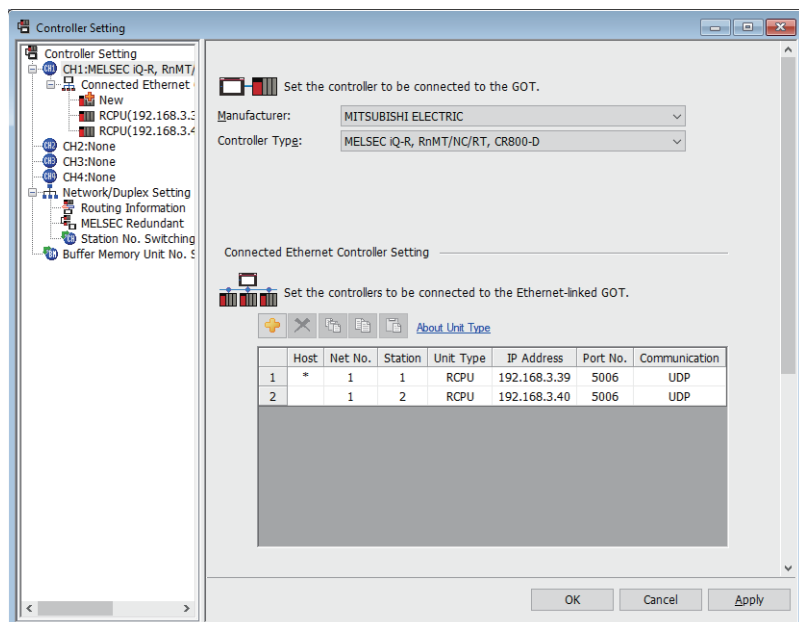 Controller Setting
Controller Setting
CH1:MELSEC iQ-R, RnMT/
Connected Ethernet
New
RCPU(192.168.3.3
RCPU(192.168.3.4
CH2:None
CH3:None
CH4:None
Network/Duplex Setting
Routing Information
MELSEC Redundant
Station No. Switching
Buffer Memory Unit No. S
Set the controller to be connected to the GOT.
Manufacturer: MITSUBISHI ELECTRIC
Controller Type: MELSEC iQ-R, RnMT/NC/RT, CR800-D
Connected Ethernet Controller Setting
Set the controllers to be connected to the Ethernet-linked GOT.
About Unit Type
Host Net No. Station Unit Type IP Address Port No. Communication
1 * 1 1 RCPU 192.168.3.39 5006 UDP
2 1 2 RCPU 192.168.3.40 5006 UDP
OK Cancel Apply